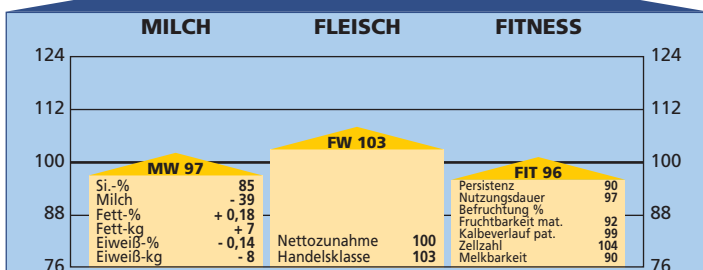 MILCH FLEISCH FITNESS
124 124
112 112
100 100
88 88
76 76
MW 97
Si.-% 85
Milch - 39
Fett-% + 0,18
Fett-kg + 7
Eiweiß-% - 0,14
Eiweiß-kg - 8
FW 103
Nettozunahme 100
Handelsklasse 103
FIT 96
Persistenz 90
Nutzungsdauer 97
Befruchtung %
Fruchtbarkeit mat. 92
Kalbeverlauf pat. 99
Zellzahl 104
Melkbarkeit 90